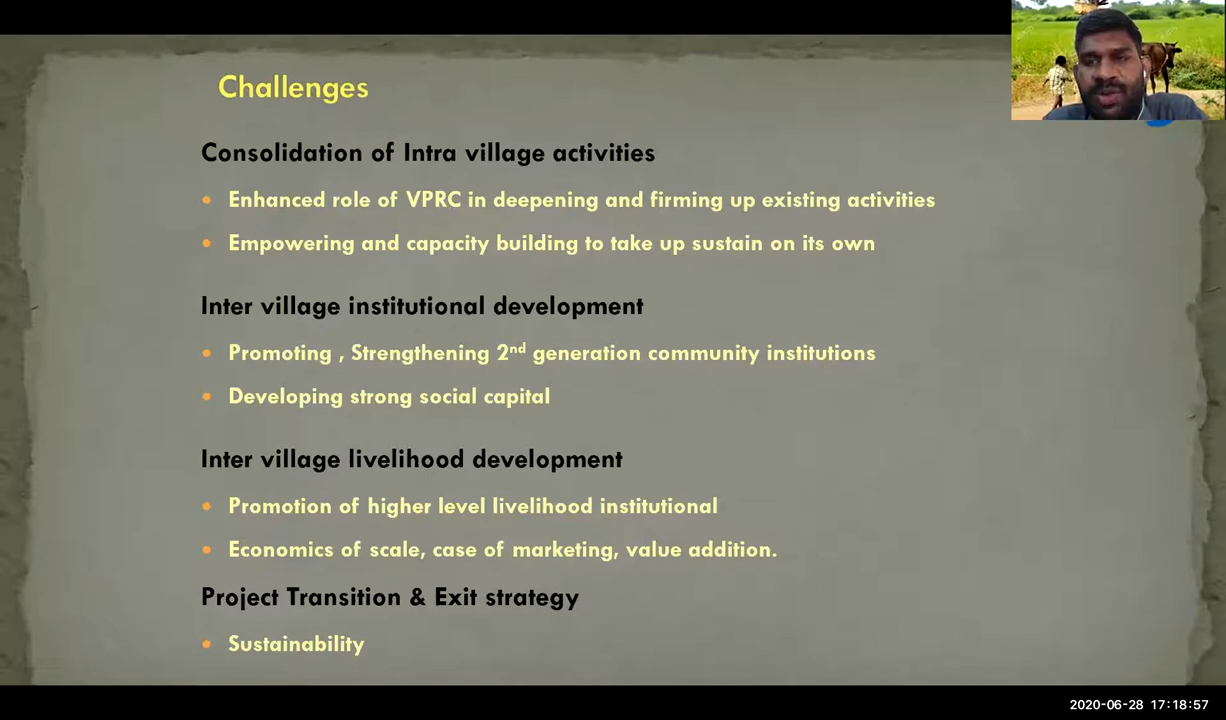 Challenges
Consolidation of Intra village activities
Enhanced role of VPRC in deepening and firming up existing activities
Empowering and capacity building to take up sustain on its own
Inter village institutional development
Promoting , Strengthening 2nd generation community institutions
Developing strong social capital
Inter village livelihood development
Promotion of higher level livelihood institutional
Economics of scale, case of marketing, value addition.
Project Transition & Exit strategy
Sustainability
2020-06-28 17:18:57